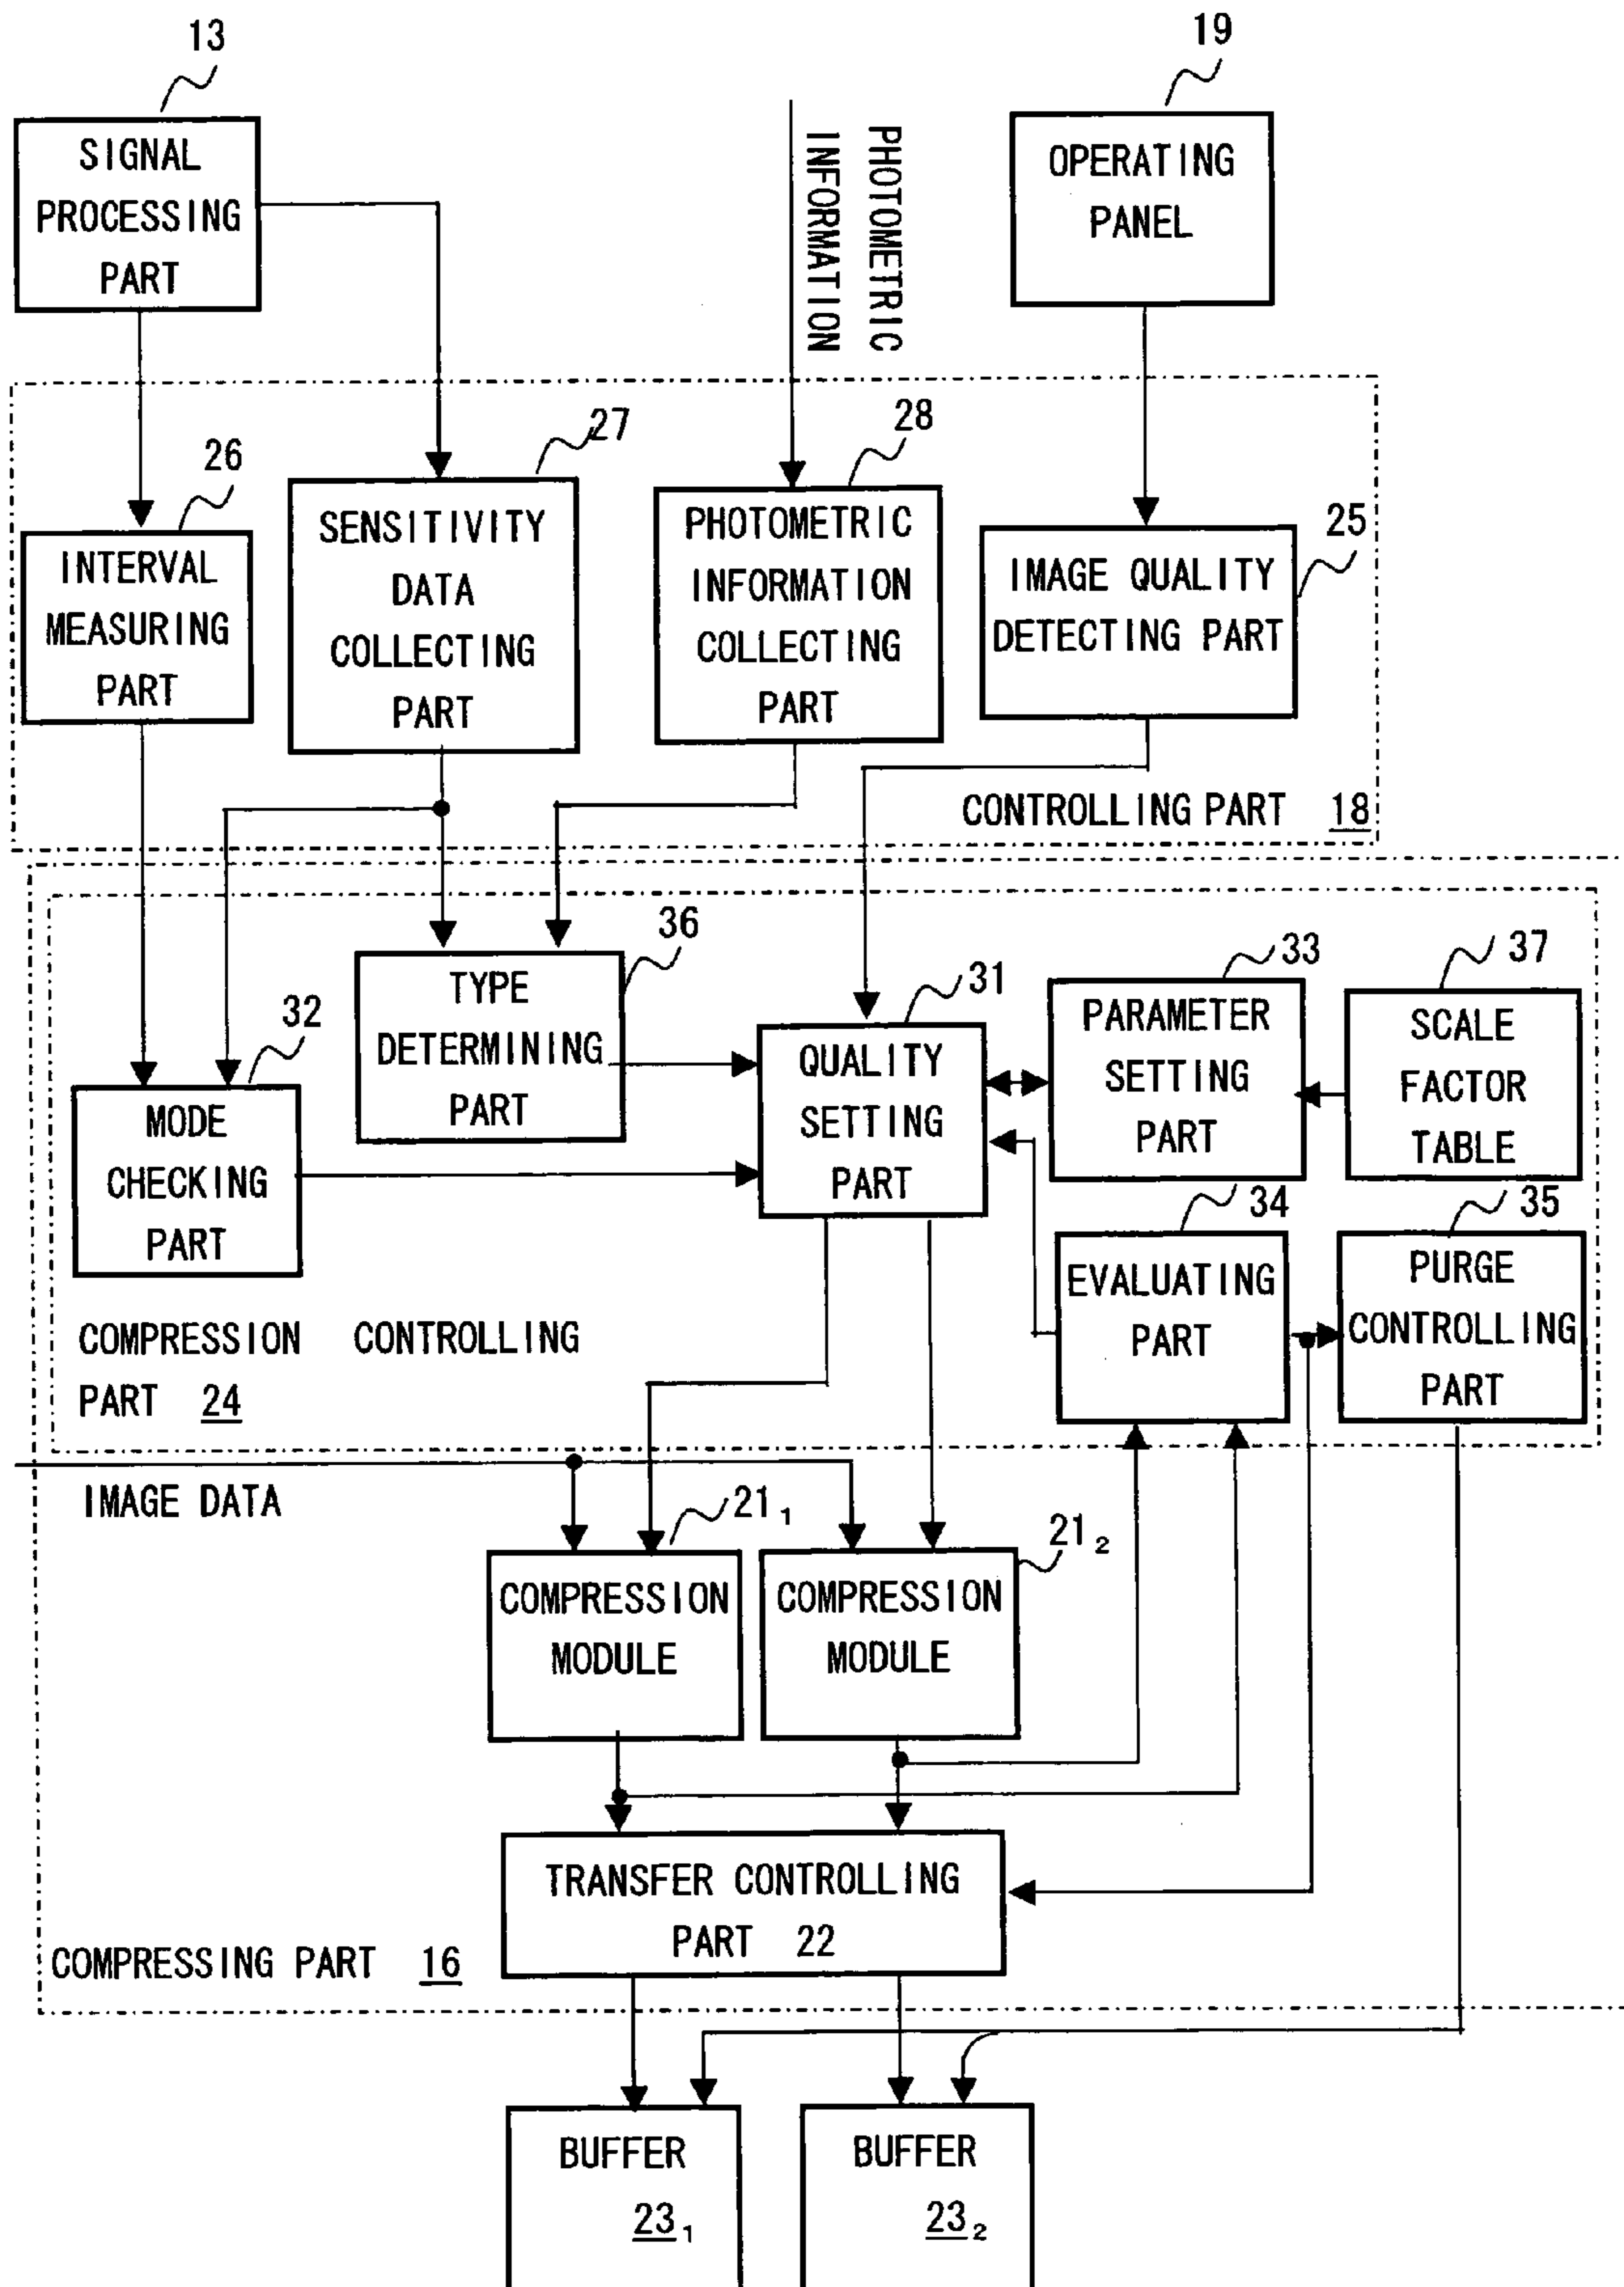 13
19
SIGNAL
PROCESSING
PART
PHOTOMETRIC
INFORMATION
OPERATING
PANEL
26
27
28
25
INTERVAL
MEASURING
PART
SENSITIVITY
DATA
COLLECTING
PART
PHOTOMETRIC
INFORMATION
COLLECTING
PART
IMAGE QUALITY
DETECTING PART
CONTROLLING PART 18
32
36
31
33
37
MODE
CHECKING
PART
TYPE
DETERMINING
PART
QUALITY
SETTING
PART
PARAMETER
SETTING
PART
SCALE
FACTOR
TABLE
34
35
EVALUATING
PART
PURGE
CONTROLLING
PART
COMPRESSION CONTROLLING
PART 24
IMAGE DATA
21₁
21₂
COMPRESSION
MODULE
COMPRESSION
MODULE
TRANSFER CONTROLLING
PART 22
COMPRESSING PART 16
BUFFER
23₁
BUFFER
23₂